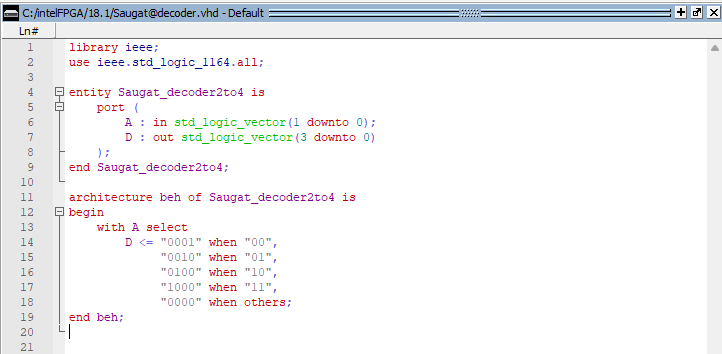 C:/intelFPGA/18.1/Saugat@decoder.vhd - Default
Ln#
1 library ieee;
2 use ieee.std_logic_1164.all;
3
4 entity Saugat_decoder2to4 is
5 port (
6 A : in std_logic_vector(1 downto 0);
7 D : out std_logic_vector(3 downto 0)
8 );
9 end Saugat_decoder2to4;
10
11 architecture beh of Saugat_decoder2to4 is
12 begin
13 with A select
14 D <= "0001" when "00",
15 "0010" when "01",
16 "0100" when "10",
17 "1000" when "11",
18 "0000" when others;
19 end beh;
20
21